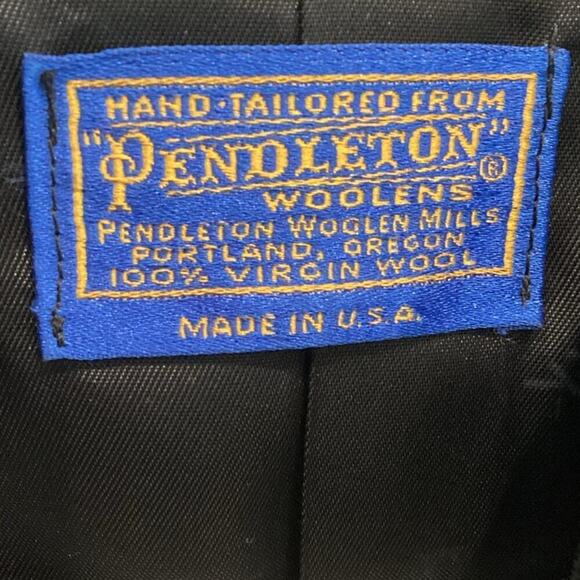 HAND·TAILORED FROM
"PENDLETON"®
WOOLENS
PENDLETON WOOLEN MILLS
PORTLAND, OREGON
100% VIRGIN WOOL
MADE IN U.S.A.